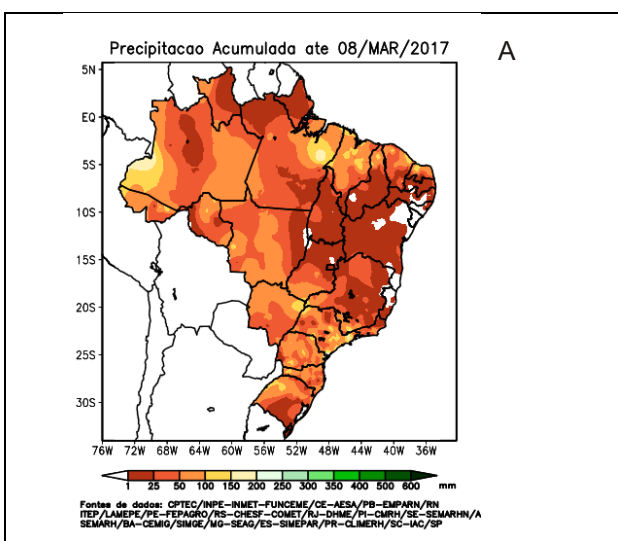 Precipitacao Acumulada ate 08/MAR/2017
A
5N
EQ
5S
10S
15S
20S
25S
30S
76W 72W 68W 64W 60W 56W 52W 48W 44W 40W 36W
1 25 50 100 150 200 250 300 350 400 500 600 mm
Fontes de dados: CPTEC/INPE-INMET-FUNCEME/CE-AESA/PB-EMPARN/RN
ITEP/LAMEPE/PE-FEPAGRO/RS-CHESF-COMET/RJ-DHME/PI-CMRH/SE-SEMARHN/A
SEMARH/BA-CEMIG/SIMGE/MG-SEAG/ES-SIMEPAR/PR-CLIMERH/SC-IAC/SP